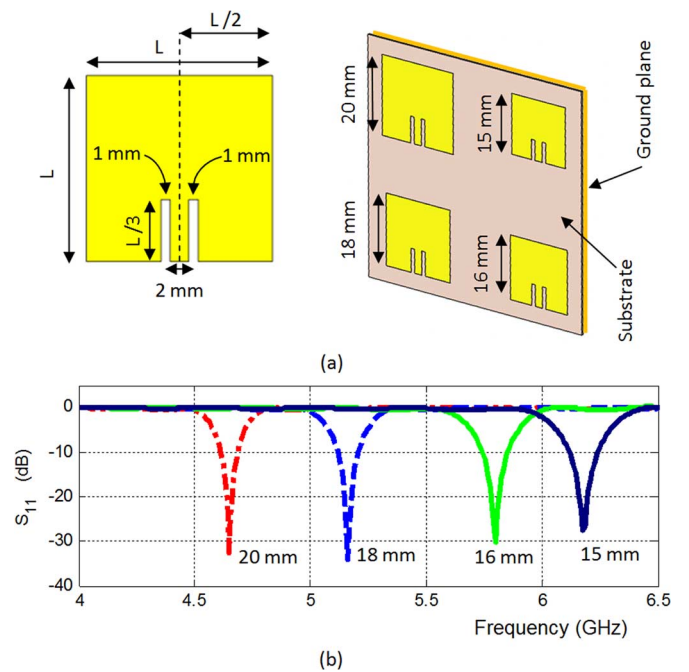 L /2
L
L
1 mm
1 mm
L /3
2 mm
20 mm
15 mm
18 mm
16 mm
Ground plane
Substrate
(a)
0
-10
-20
-30
-40
S11 (dB)
20 mm
18 mm
16 mm
15 mm
4
4.5
5
5.5
6
6.5
Frequency (GHz)
(b)